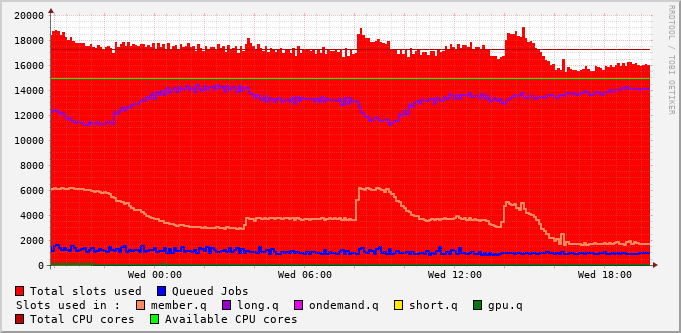 20000
18000
16000
14000
12000
10000
8000
6000
4000
2000
0
Wed 00:00 Wed 06:00 Wed 12:00 Wed 18:00
Total slots used Queued Jobs
Slots used in : member.q long.q ondemand.q short.q gpu.q
Total CPU cores Available CPU cores
RRDTOOL / TOBI OETIKER